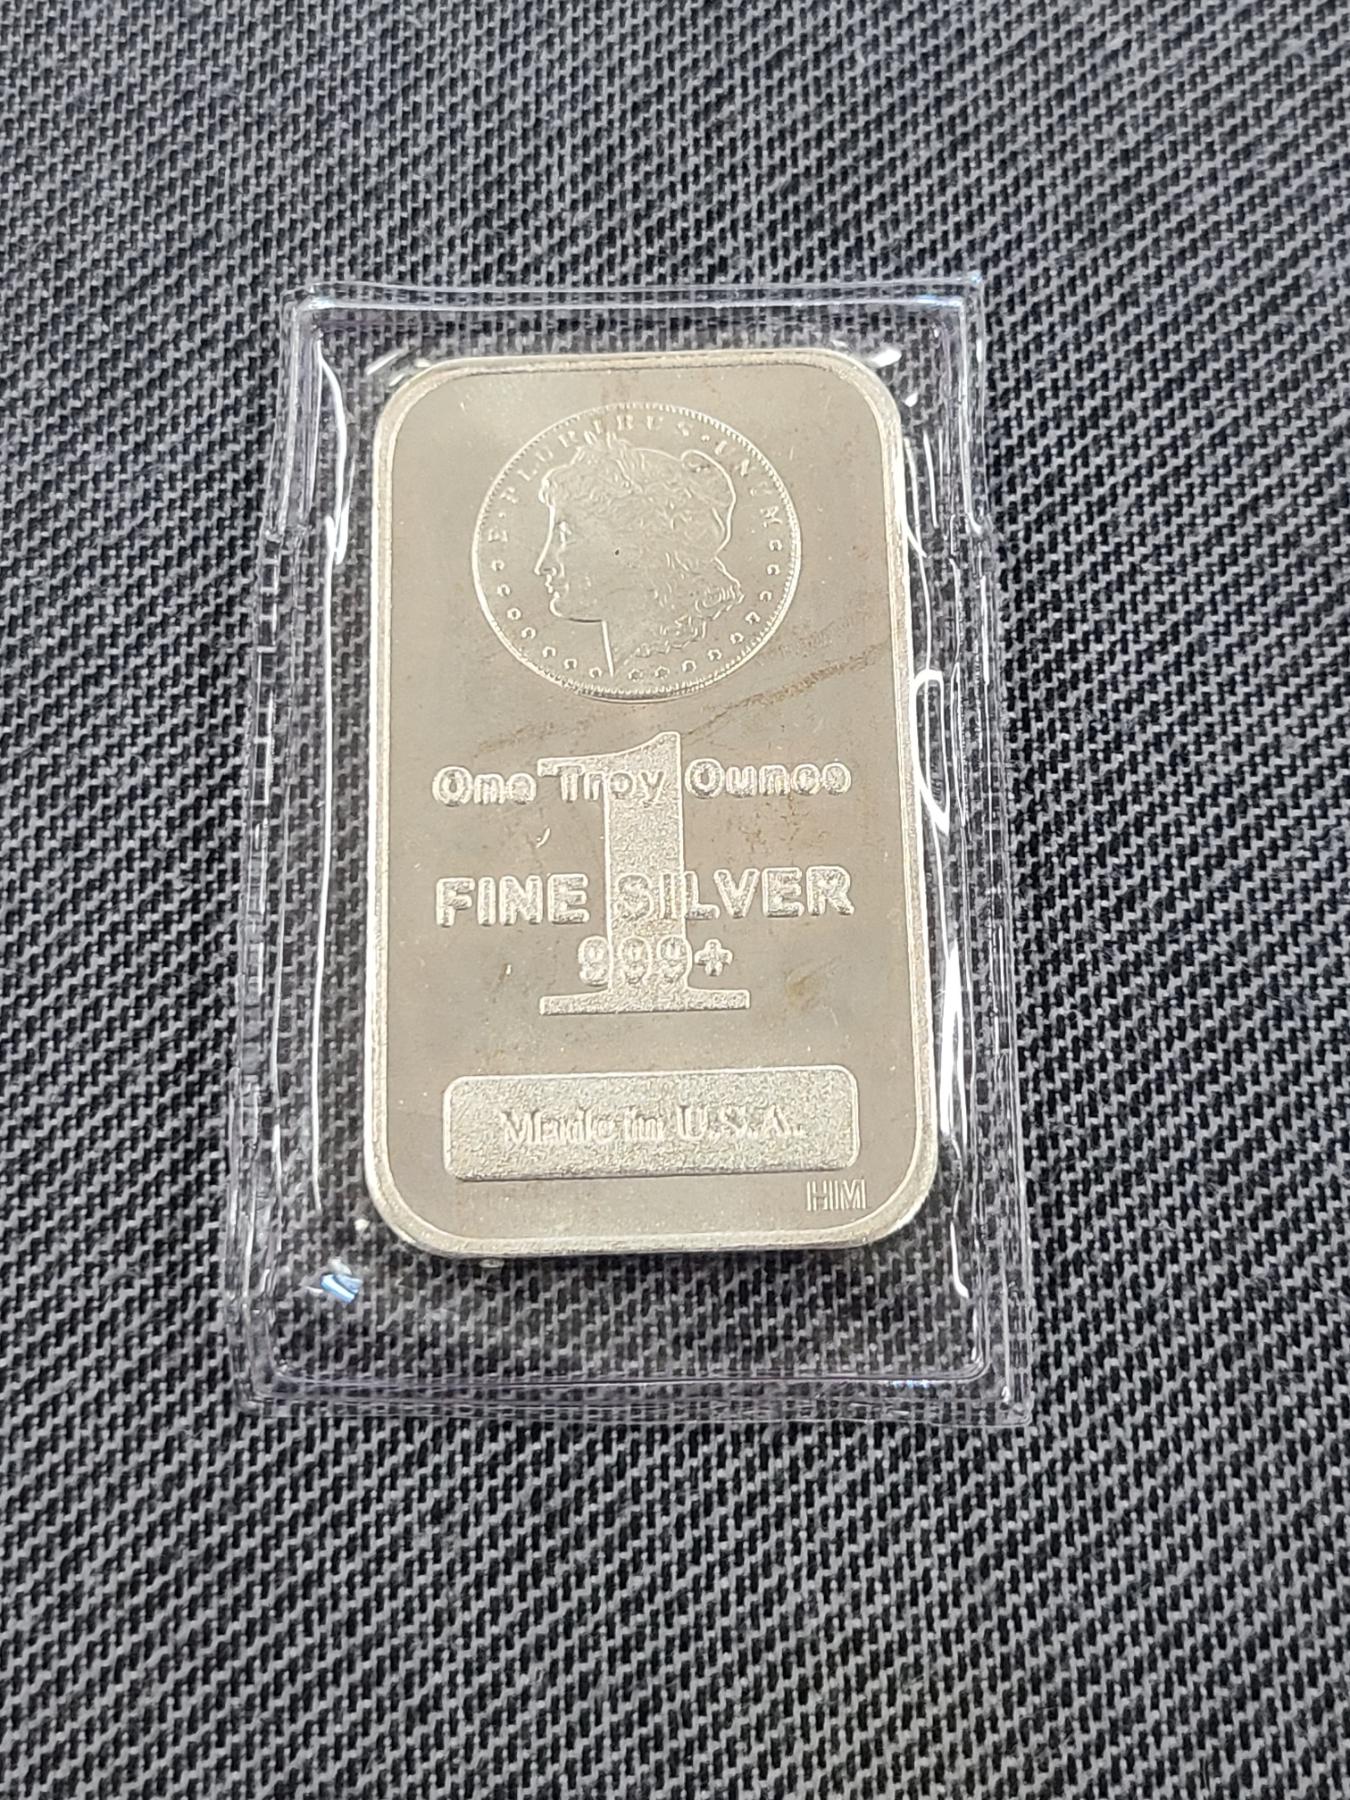 E·PLURIBUS·UNUM
One Troy Ounce
1
FINE SILVER
999+
Made in U.S.A.
HM